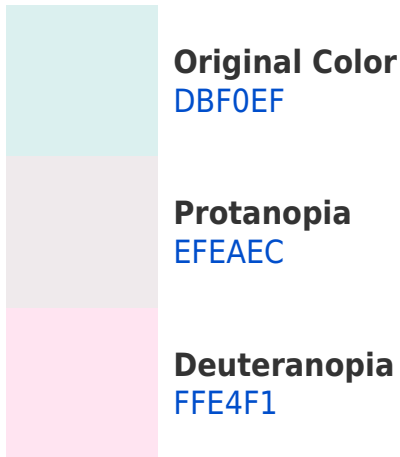 Original Color
DBF0EF
Protanopia
EFEAEC
Deuteranopia
FFE4F1